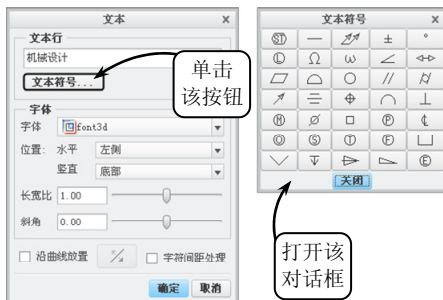 文本 x
文本行
机械设计
文本符号...
单击
该按钮
字体
字体 font3d
位置: 水平 左侧
竖直 底部
长宽比 1.00
斜角 0.00
沿曲线放置 字符间距处理
确定 取消
文本符号 x
ST — ± °
L Ω ω ∠
▱ ⌓ ○ // ⌭
↗ ⌯ ⌖ ⌒ ⊥
M ⌀ □ P ℄
O S T F ⌴
⌵ ↧ E
关闭
打开该
对话框